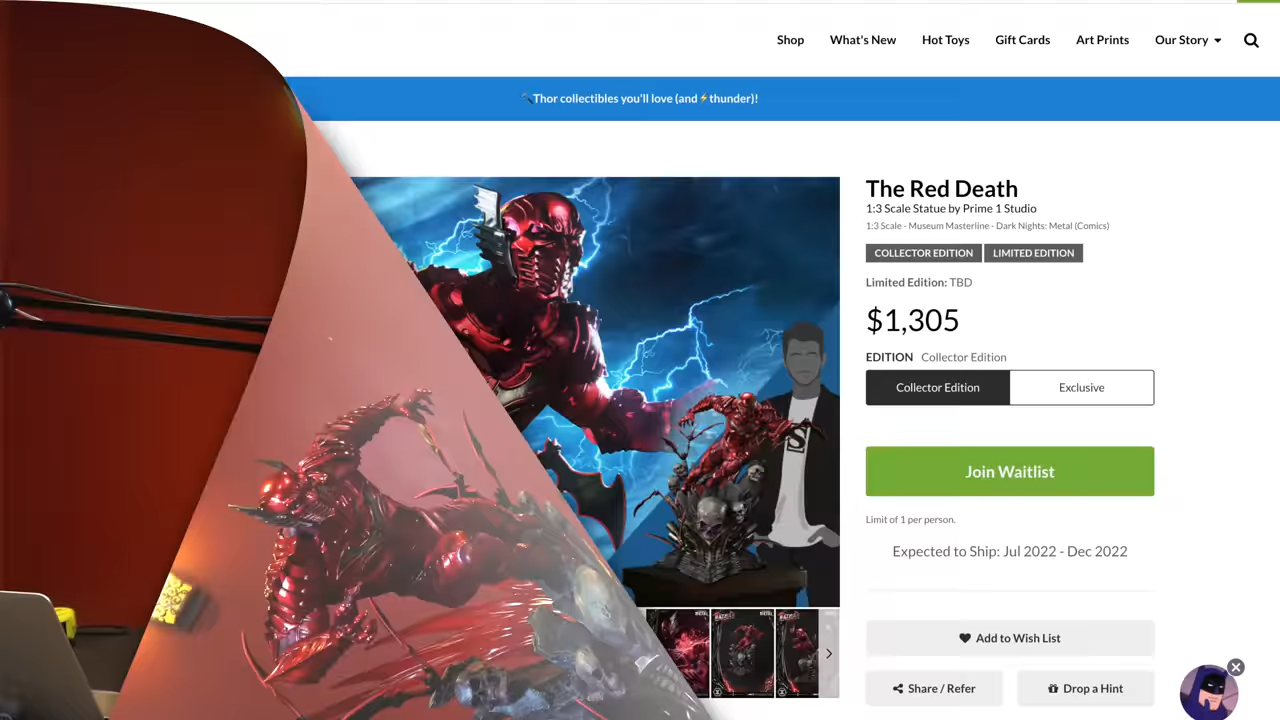 Shop What's New Hot Toys Gift Cards Art Prints Our Story
Thor collectibles you'll love (and⚡thunder)!
The Red Death
1:3 Scale Statue by Prime 1 Studio
1:3 Scale - Museum Masterline - Dark Nights: Metal (Comics)
COLLECTOR EDITION LIMITED EDITION
Limited Edition: TBD
$1,305
EDITION Collector Edition
Collector Edition Exclusive
Join Waitlist
Limit of 1 per person.
Expected to Ship: Jul 2022 - Dec 2022
Add to Wish List
Share / Refer Drop a Hint